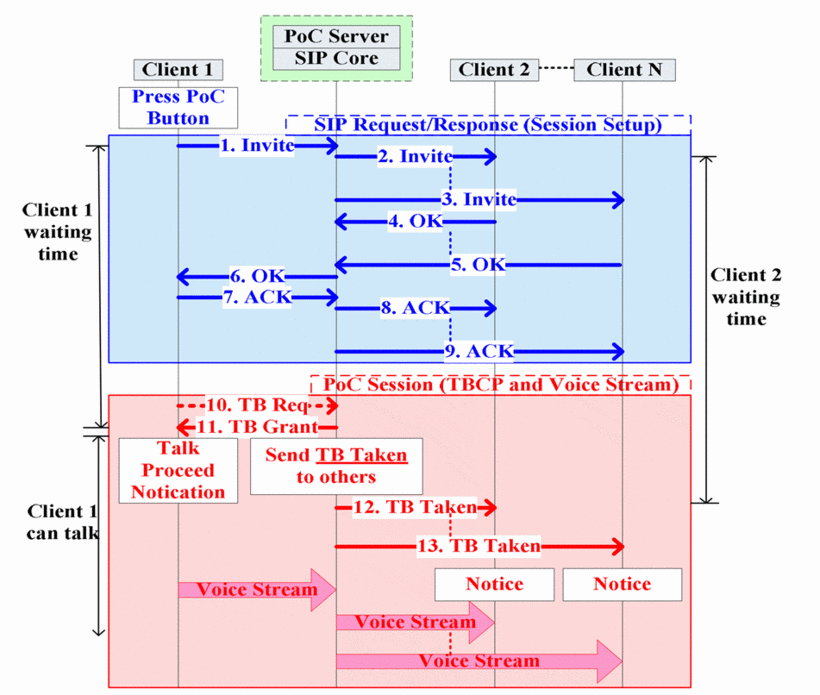 PoC Server
SIP Core
Client 1
Client 2
Client N
Press PoC
Button
SIP Request/Response (Session Setup)
1. Invite
2. Invite
3. Invite
4. OK
5. OK
6. OK
7. ACK
8. ACK
9. ACK
Client 1
waiting
time
Client 2
waiting
time
PoC Session (TBCP and Voice Stream)
10. TB Req
11. TB Grant
Talk
Proceed
Notication
Send TB Taken
to others
12. TB Taken
13. TB Taken
Client 1
can talk
Notice
Notice
Voice Stream
Voice Stream
Voice Stream